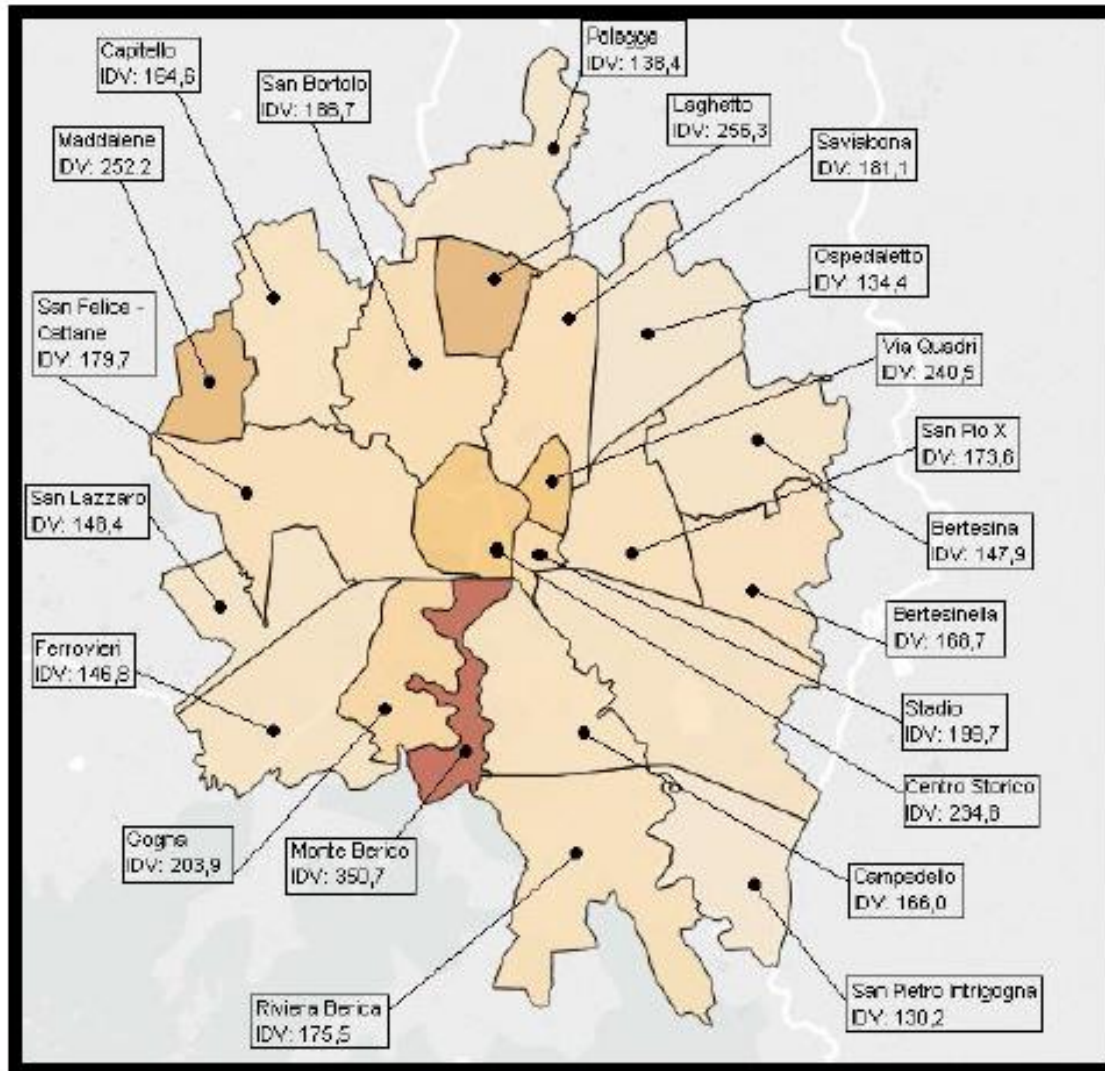 Polegge
IDV: 138,4
Capitello
IDV: 164,6
San Bortolo
IDV: 188,7
Laghetto
IDV: 256,3
Maddalene
IDV: 252,2
Saviabona
IDV: 181,1
Ospedaletto
IDV: 134,4
San Felice -
Cattane
IDV: 179,7
Via Quadri
IDV: 240,5
San Pio X
IDV: 173,6
San Lazzaro
IDV: 148,4
Bertesina
IDV: 147,9
Bertesinella
IDV: 168,7
Ferrovieri
IDV: 146,8
Stadio
IDV: 199,7
Centro Storico
IDV: 234,8
Gogna
IDV: 203,9
Monte Berico
IDV: 350,7
Campedello
IDV: 166,0
Riviera Berica
IDV: 175,5
San Pietro Intrigogna
IDV: 130,2